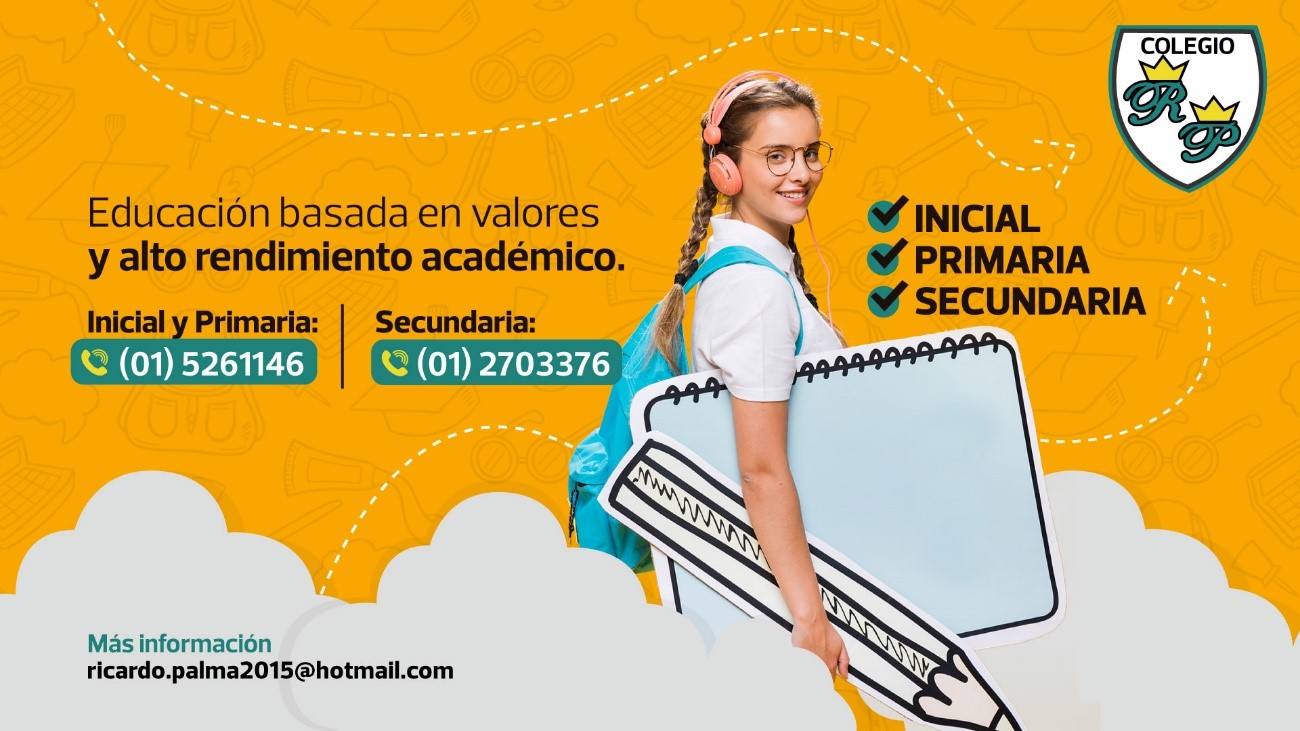 COLEGIO
R
P
Educación basada en valores
y alto rendimiento académico.
Inicial y Primaria:
(01) 5261146
Secundaria:
(01) 2703376
INICIAL
PRIMARIA
SECUNDARIA
Más información
ricardo.palma2015@hotmail.com